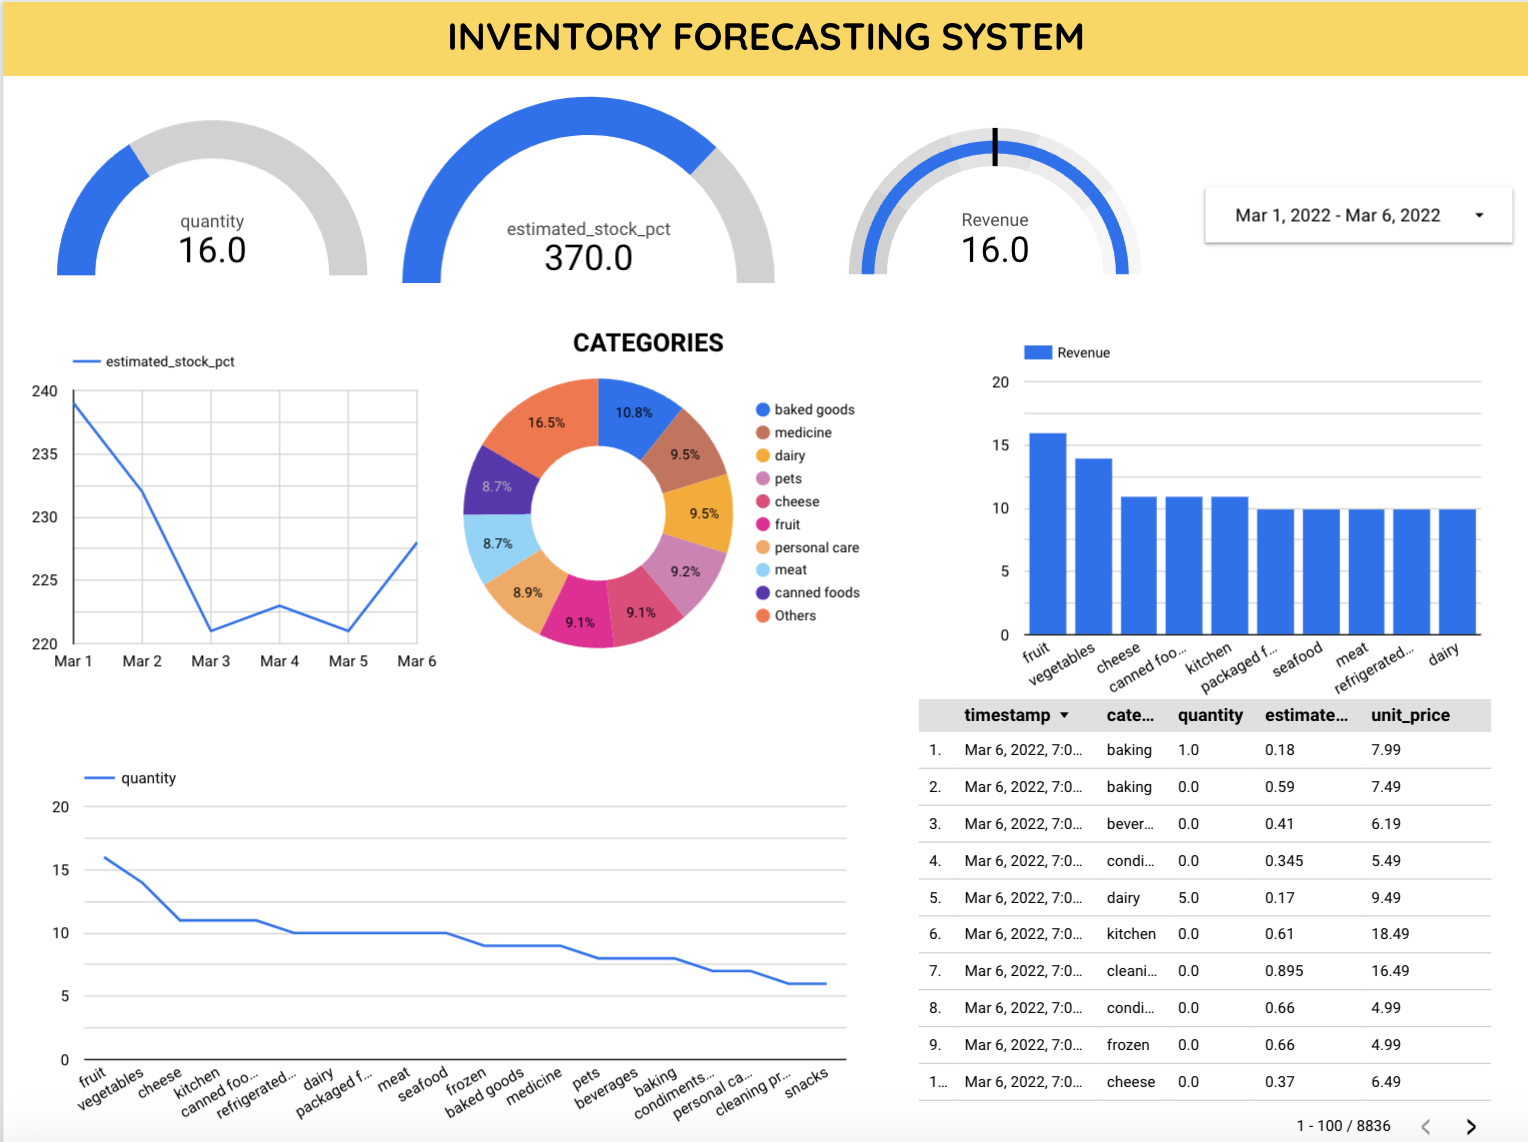 INVENTORY FORECASTING SYSTEM
quantity
16.0
estimated_stock_pct
370.0
Revenue
16.0
Mar 1, 2022 - Mar 6, 2022
estimated_stock_pct
240
235
230
225
220
Mar 1 Mar 2 Mar 3 Mar 4 Mar 5 Mar 6
CATEGORIES
10.8%
9.5%
9.5%
9.2%
9.1%
9.1%
8.9%
8.7%
8.7%
16.5%
baked goods
medicine
dairy
pets
cheese
fruit
personal care
meat
canned foods
Others
Revenue
20
15
10
5
0
fruit vegetables cheese canned foo... kitchen packaged f... seafood meat refrigerated... dairy
quantity
20
15
10
5
0
fruit vegetables cheese kitchen canned foo... refrigerated... dairy packaged f... meat seafood frozen baked goods medicine pets beverages baking condiments... personal ca... cleaning pr... snacks
timestamp cate... quantity estimate... unit_price
1. Mar 6, 2022, 7:0... baking 1.0 0.18 7.99
2. Mar 6, 2022, 7:0... baking 0.0 0.59 7.49
3. Mar 6, 2022, 7:0... bever... 0.0 0.41 6.19
4. Mar 6, 2022, 7:0... condi... 0.0 0.345 5.49
5. Mar 6, 2022, 7:0... dairy 5.0 0.17 9.49
6. Mar 6, 2022, 7:0... kitchen 0.0 0.61 18.49
7. Mar 6, 2022, 7:0... cleani... 0.0 0.895 16.49
8. Mar 6, 2022, 7:0... condi... 0.0 0.66 4.99
9. Mar 6, 2022, 7:0... frozen 0.0 0.66 4.99
1... Mar 6, 2022, 7:0... cheese 0.0 0.37 6.49
1 - 100 / 8836